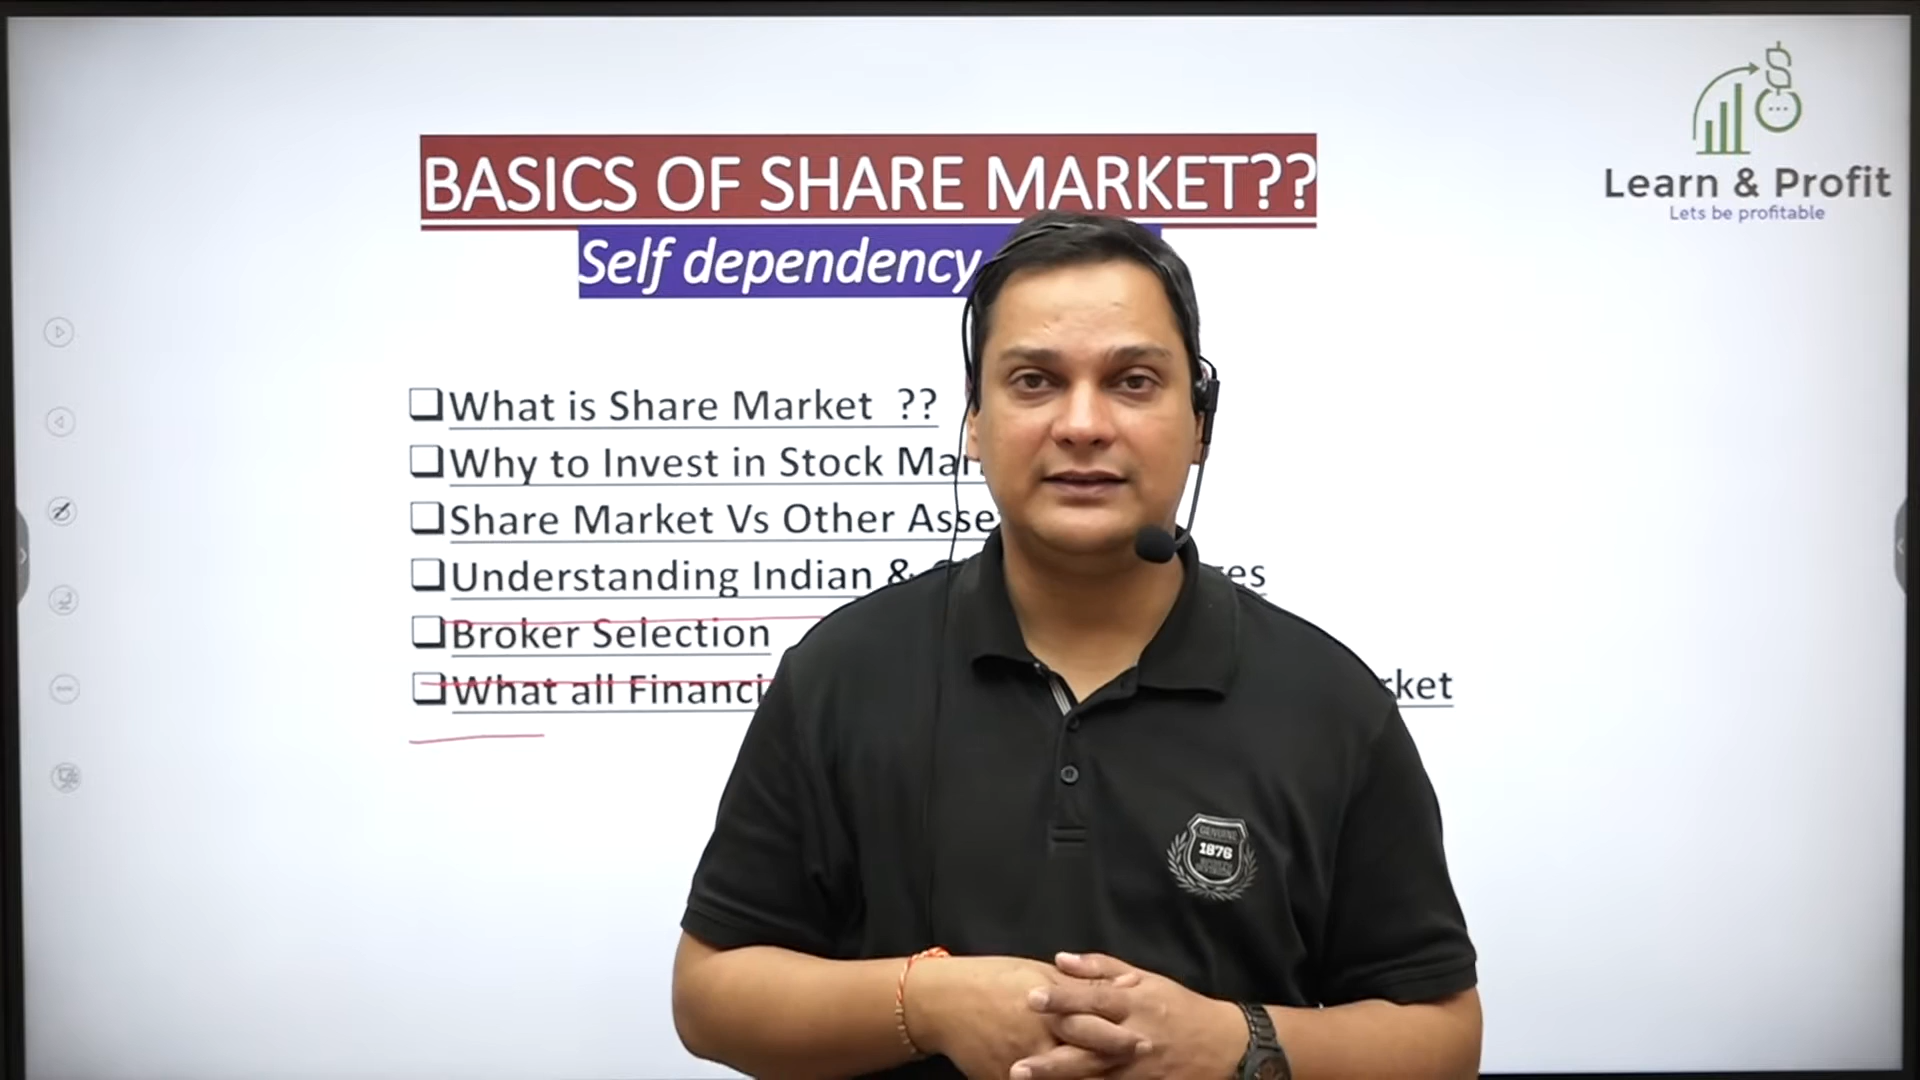 BASICS OF SHARE MARKET??
Self dependency
What is Share Market ??
Why to Invest in Stock
Share Market Vs Other
Understanding Indian &
Broker Selection
What all
Learn & Profit
Lets be profitable
GENUINE
1876